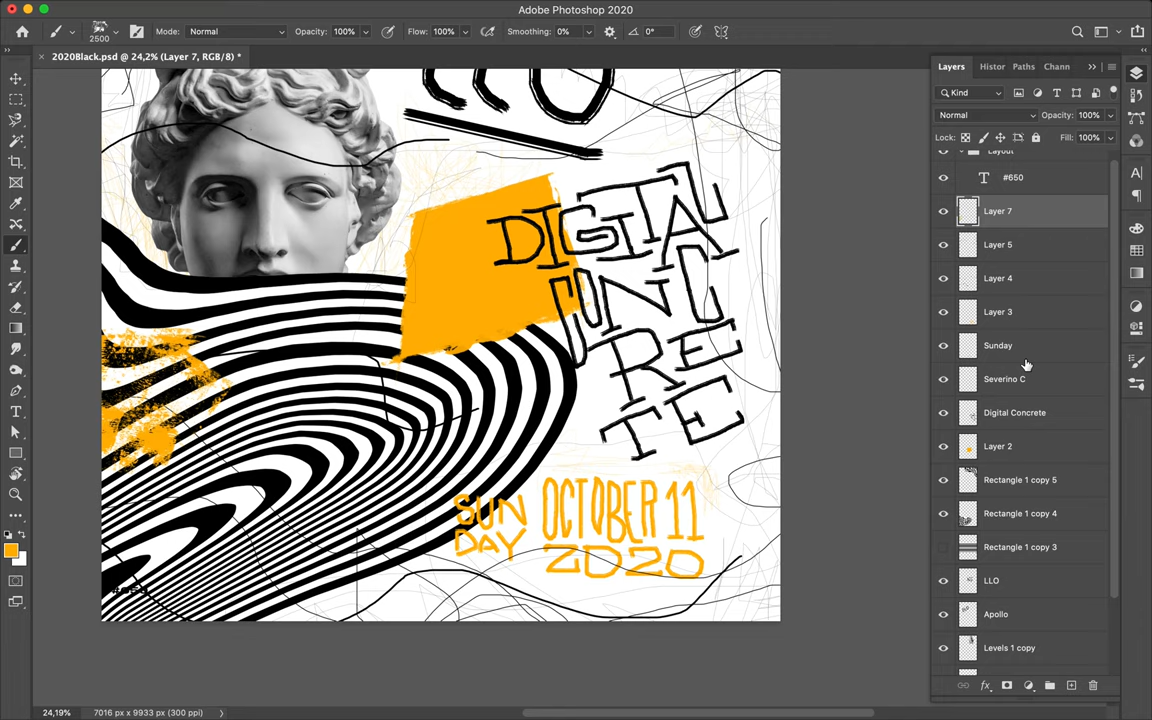 Adobe Photoshop 2020
2500
Mode: Normal
Opacity: 100%
Flow: 100%
Smoothing: 0%
0°
2020Black.psd @ 24,2% (Layer 7, RGB/8) *
Layers
Histor
Paths
Chann
Kind
Normal
Opacity: 100%
Lock:
Fill: 100%
Layout
#650
Layer 7
Layer 5
Layer 4
Layer 3
Sunday
Severino C
Digital Concrete
Layer 2
Rectangle 1 copy 5
Rectangle 1 copy 4
Rectangle 1 copy 3
LLO
Apollo
Levels 1 copy
DIGITAL
CONC
RE
TE
SUN
DAY
OCTOBER 11
2020
24,19%
7016 px x 9933 px (300 ppi)